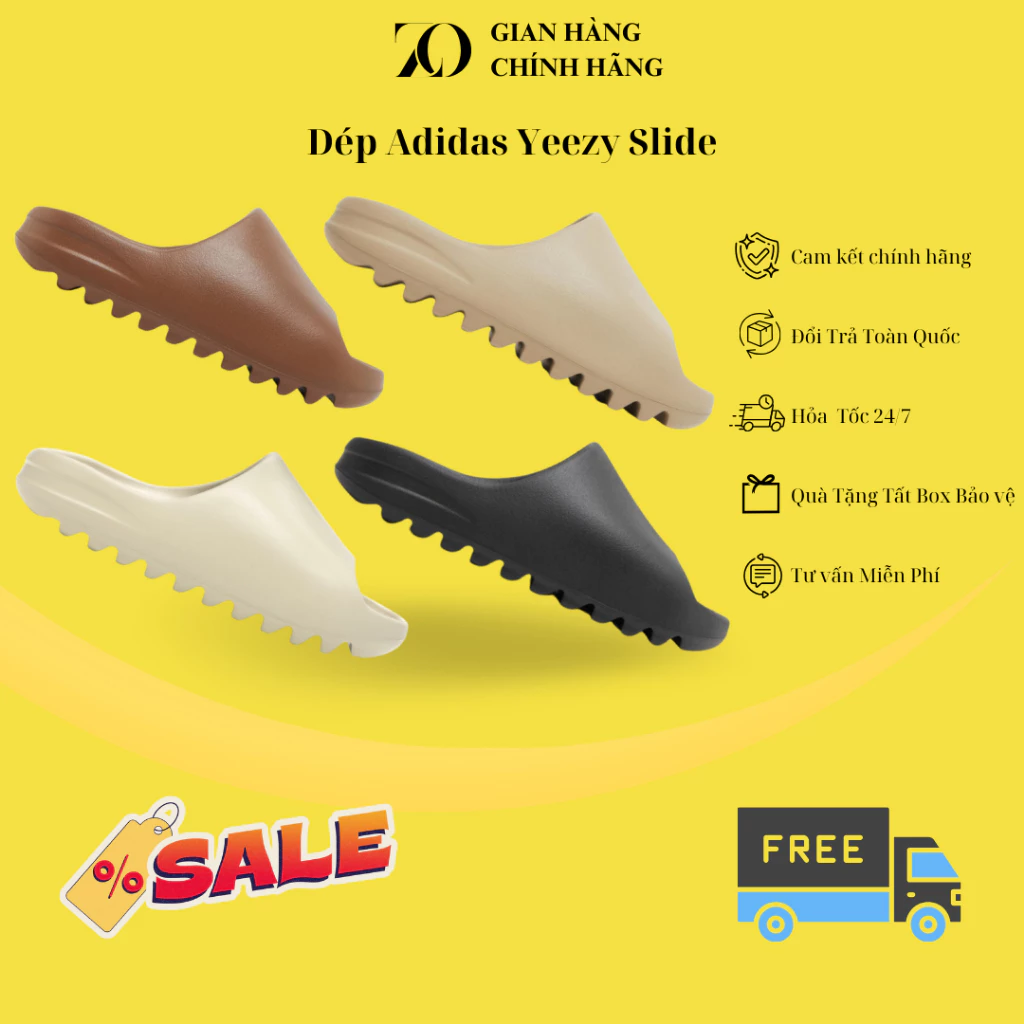 70 GIAN HÀNG
CHÍNH HÃNG
Dép Adidas Yeezy Slide
Cam kết chính hãng
Đổi Trả Toàn Quốc
Hỏa Tốc 24/7
Quà Tặng Tất Box Bảo vệ
Tư vấn Miễn Phí
% SALE
FREE